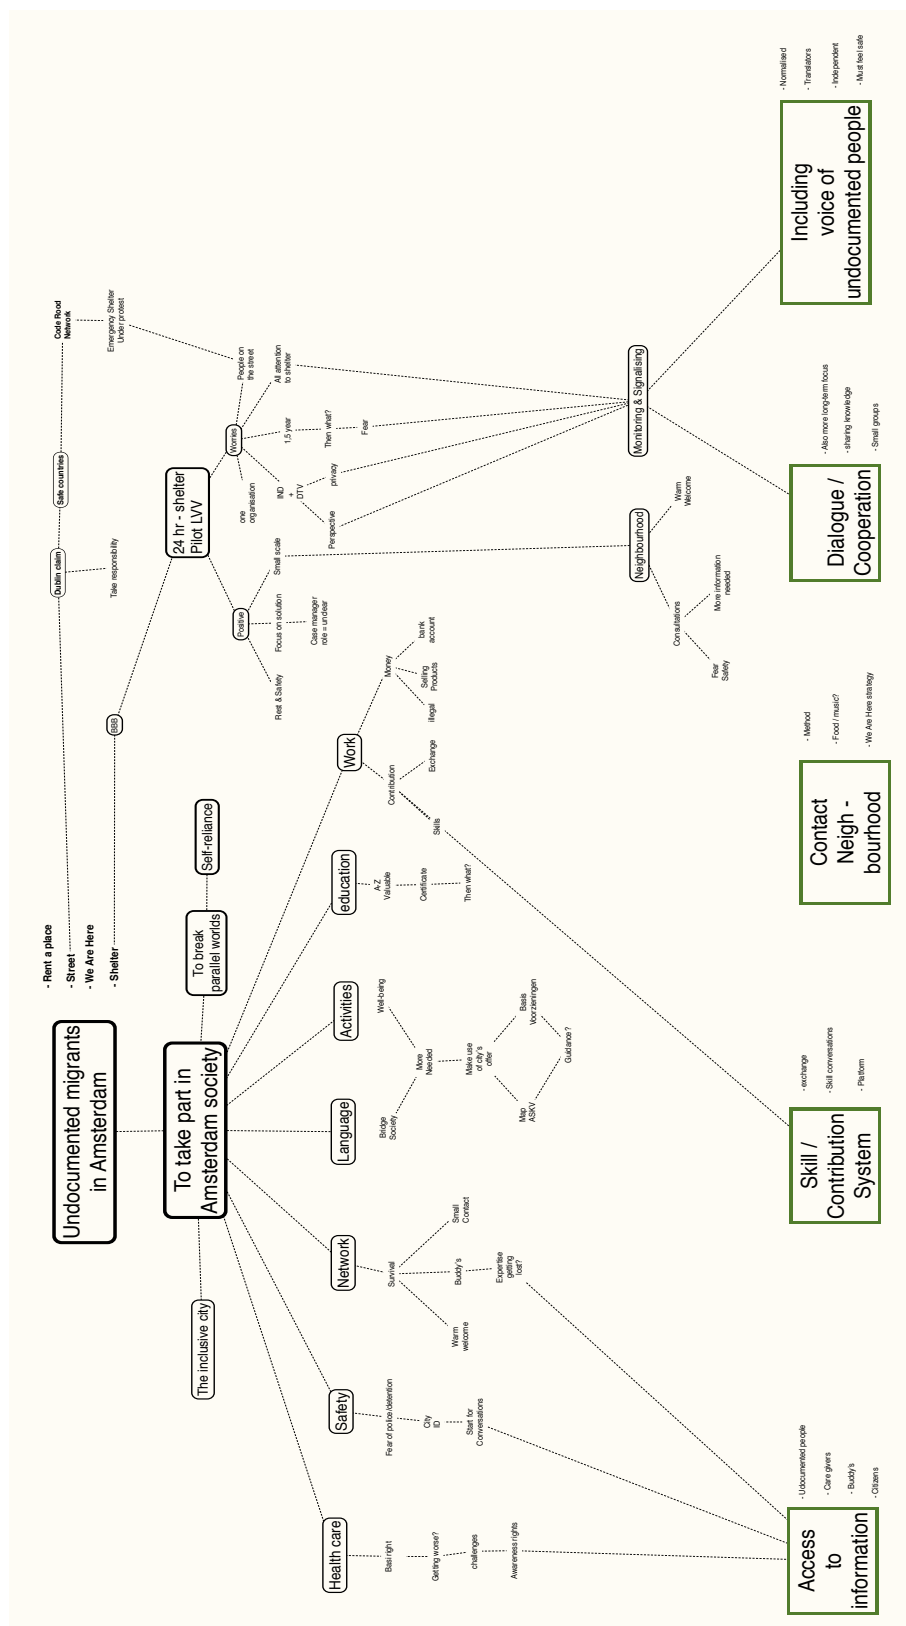 Undocumented migrants
in Amsterdam
- Rent a place
- Street
- We Are Here
- Shelter
Dublin claim
Take responsibility
Safe countries
Code Rood
Network
Emergency Shelter
Under protest
BBB
The inclusive city
To take part in
Amsterdam society
To break
parallel worlds
Self-reliance
24 hr - shelter
Pilot LVV
Positive
Rest & Safety
Focus on solution
Case manager
role = unclear
Small scale
Worries
one
organisation
IND
+
DTV
Perspective
privacy
1,5 year
Then what?
Fear
People on
the street
All attention
to shelter
Health care
Basi right
Getting worse?
challenges
Awareness rights
Safety
Fear of police/detention
City
ID
Start for
Conversations
Network
Survival
Warm
welcome
Buddy's
Expertise
getting
lost?
Small
Contact
Language
Activities
Bridge
Society
More
Needed
Well-being
Make use
of city's
offer
Map
ASKV
Basis
Voorzieningen
Guidance?
education
A-Z
Valuable
Certificate
Then what?
Work
Contribution
Skills
Exchange
Money
illegal
Selling
Products
bank
account
Neighbourhood
Consultations
Fear
Safety
More information
needed
Warm
Welcome
Monitoring & Signalising
Access
to
information
- Udocumented people
- Care givers
- Buddy's
- Citizens
Skill /
Contribution
System
- exchange
- Skill conversations
- Platform
Contact
Neigh -
bourhood
- Method
- Food / music?
- We Are Here strategy
Dialogue /
Cooperation
- Also more long-term focus
- sharing knowledge
- Small groups
Including
voice of
undocumented people
- Normalised
- Translators
- Independent
- Must feel safe